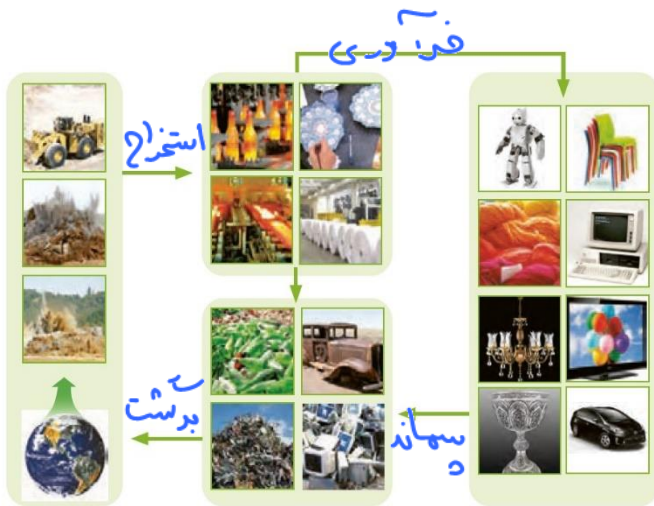 فرآوری
استخراج
پسماند
برگشت